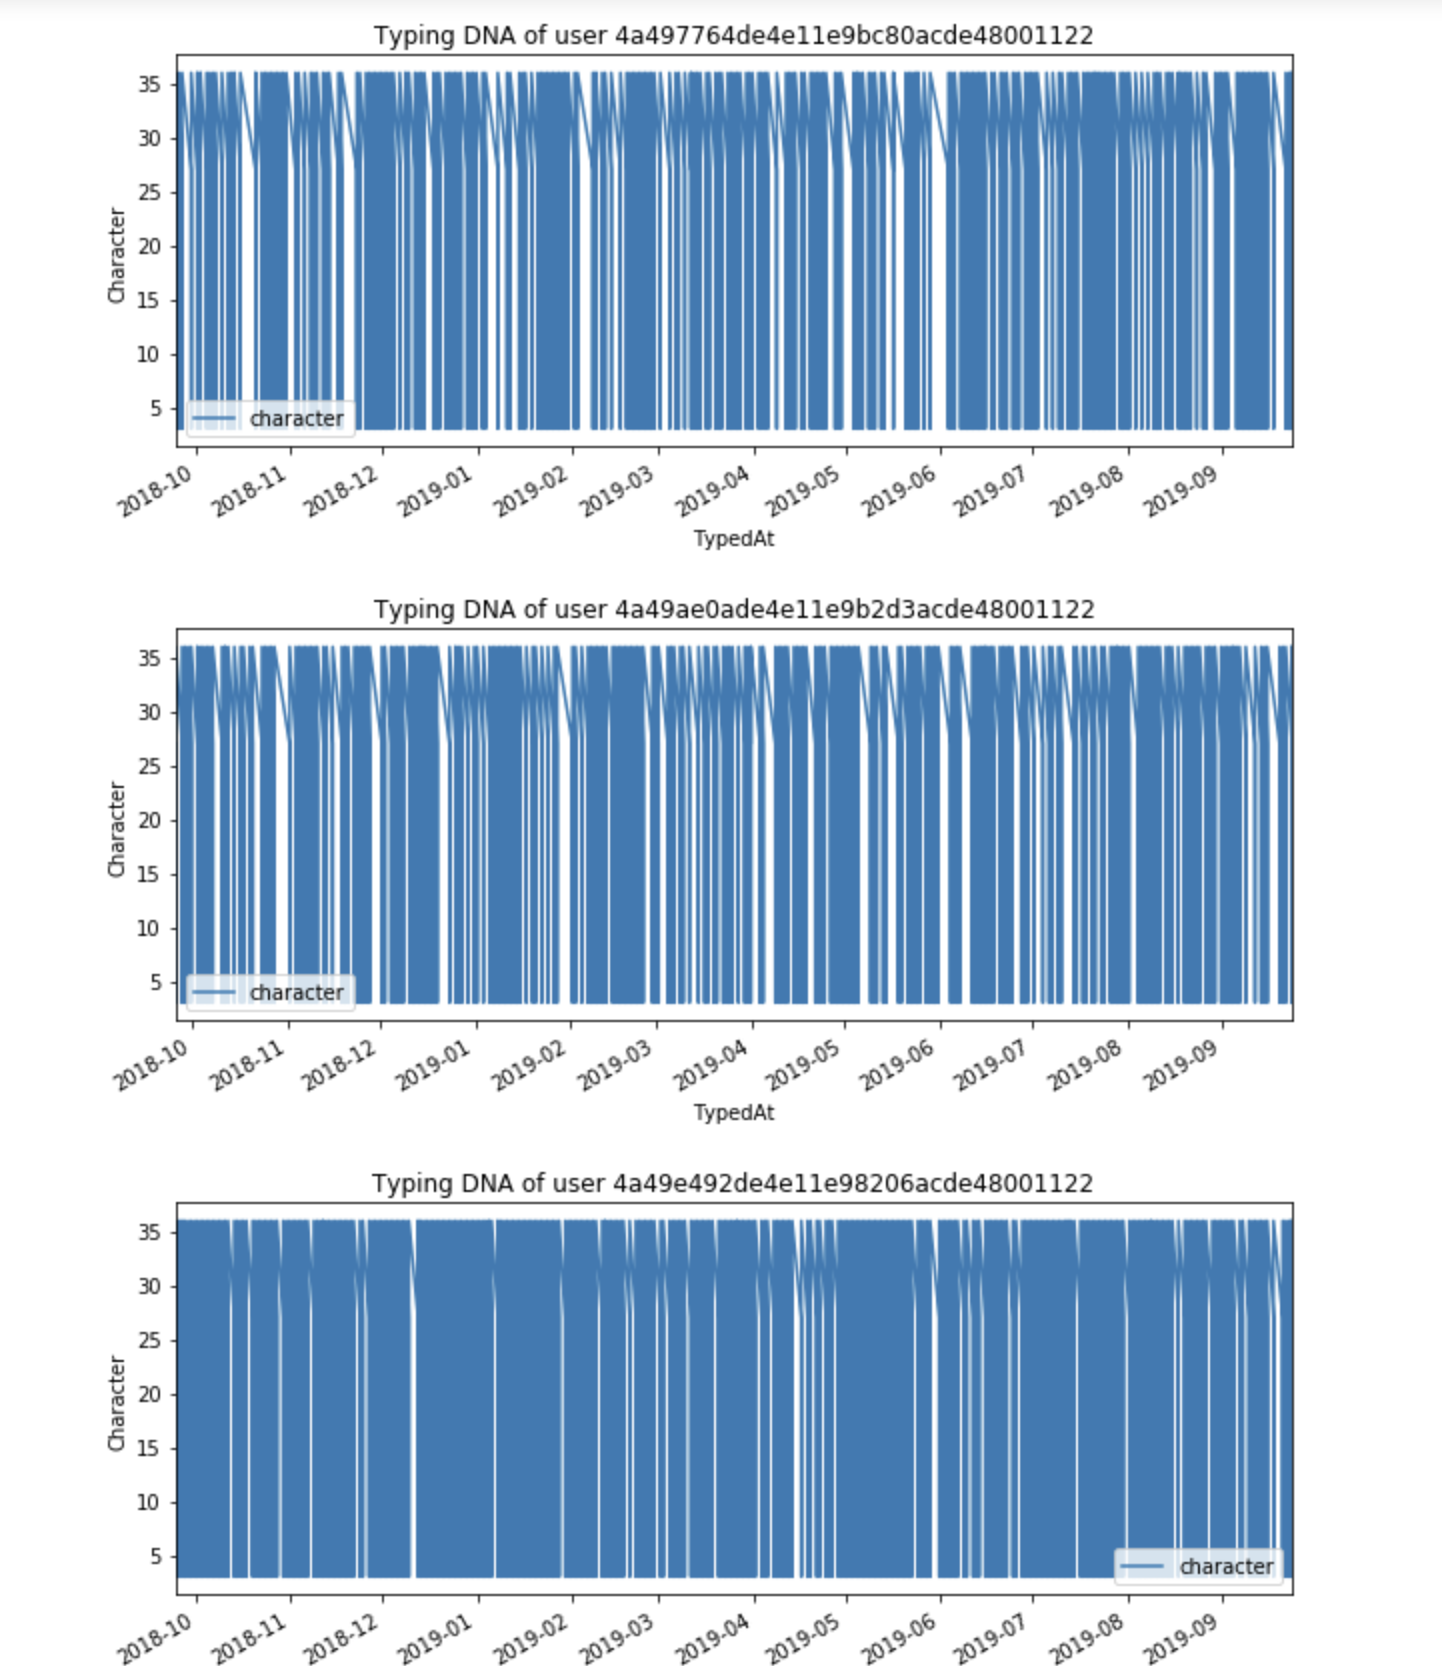 Typing DNA of user 4a497764de4e11e9bc80acde48001122
35
30
25
20
15
10
5
Character
character
2018-10 2018-11 2018-12 2019-01 2019-02 2019-03 2019-04 2019-05 2019-06 2019-07 2019-08 2019-09
TypedAt
Typing DNA of user 4a49ae0ade4e11e9b2d3acde48001122
35
30
25
20
15
10
5
Character
character
2018-10 2018-11 2018-12 2019-01 2019-02 2019-03 2019-04 2019-05 2019-06 2019-07 2019-08 2019-09
TypedAt
Typing DNA of user 4a49e492de4e11e98206acde48001122
35
30
25
20
15
10
5
Character
character
2018-10 2018-11 2018-12 2019-01 2019-02 2019-03 2019-04 2019-05 2019-06 2019-07 2019-08 2019-09